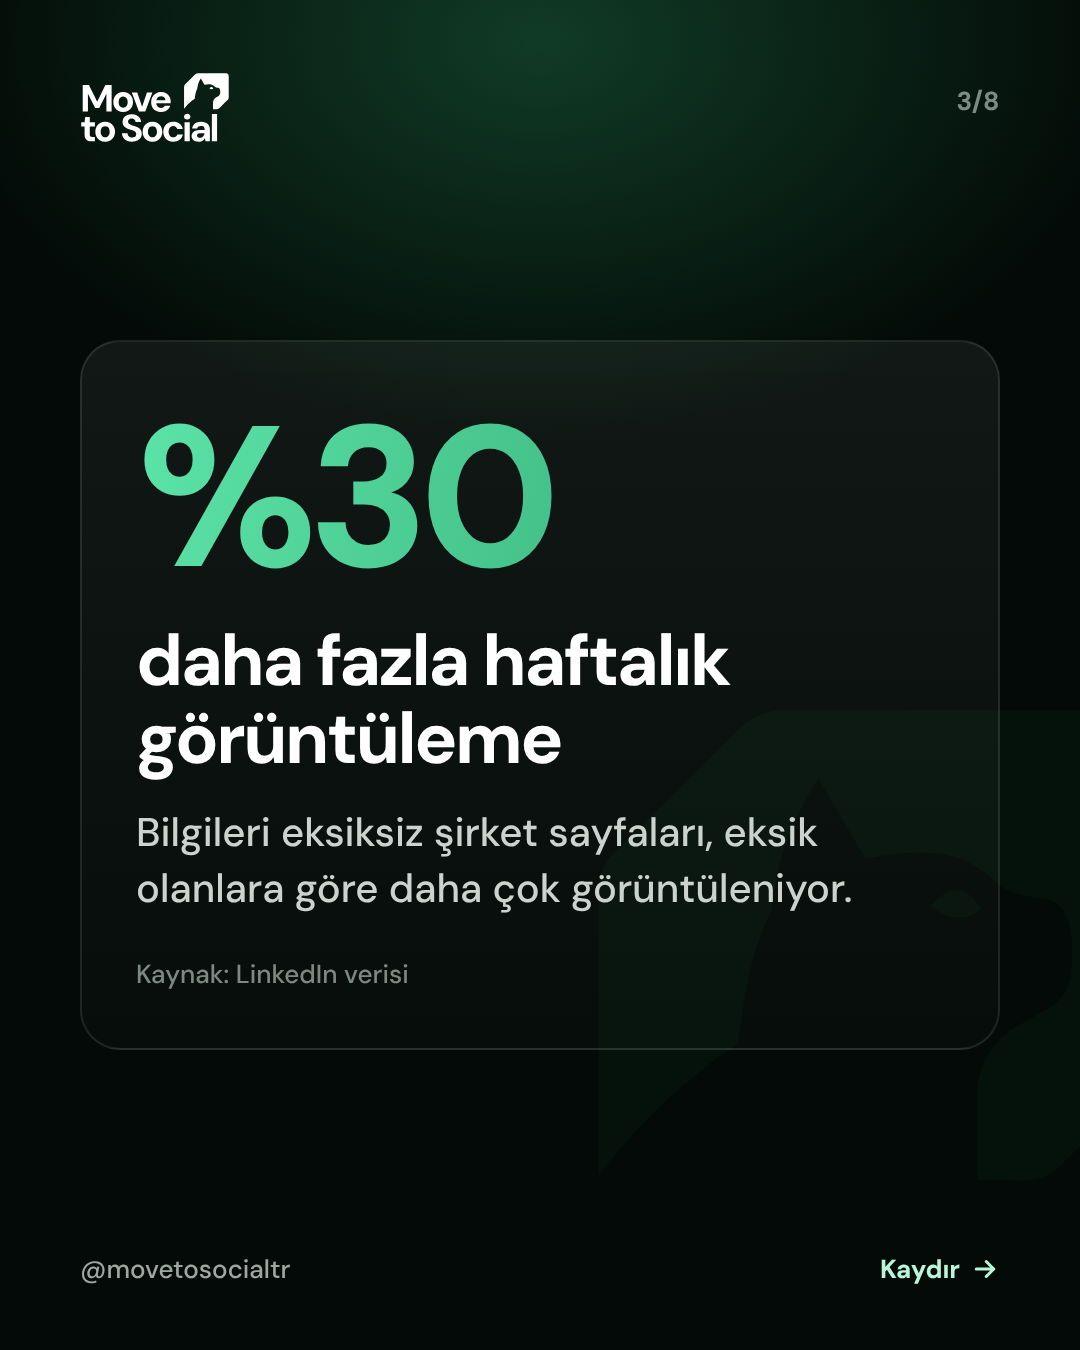 Move
to Social
3/8
%30
daha fazla haftalık
görüntüleme
Bilgileri eksiksiz şirket sayfaları, eksik
olanlara göre daha çok görüntüleniyor.
Kaynak: LinkedIn verisi
@movetosocialtr
Kaydır →